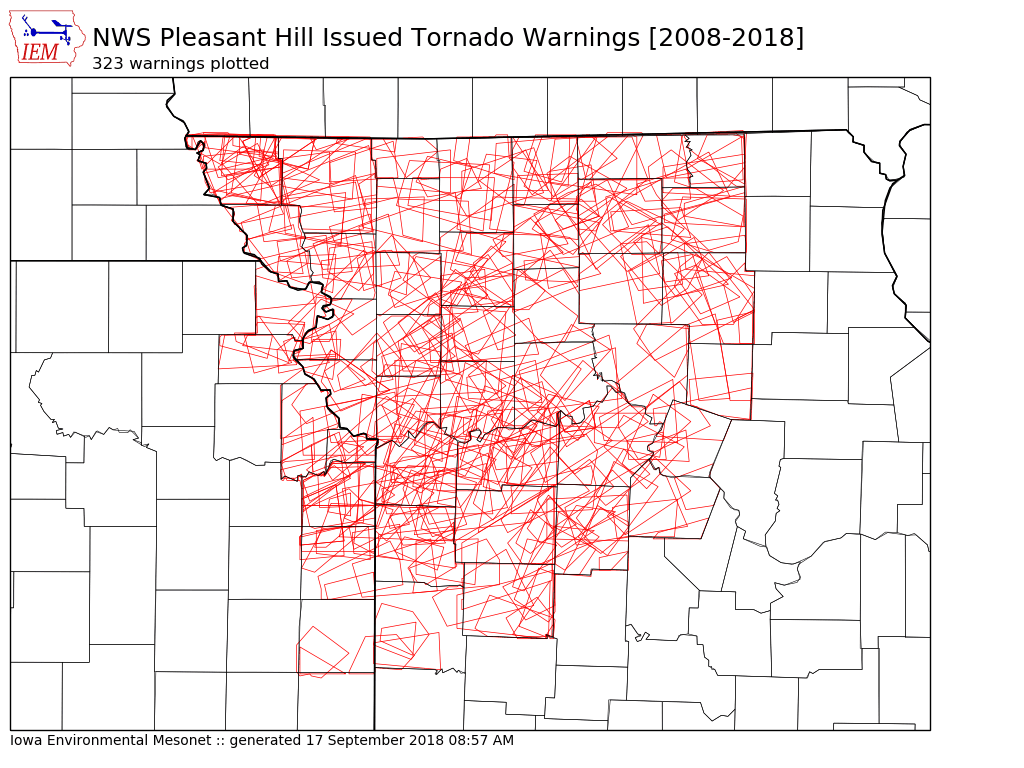 IEM
NWS Pleasant Hill Issued Tornado Warnings [2008-2018]
323 warnings plotted
Iowa Environmental Mesonet :: generated 17 September 2018 08:57 AM